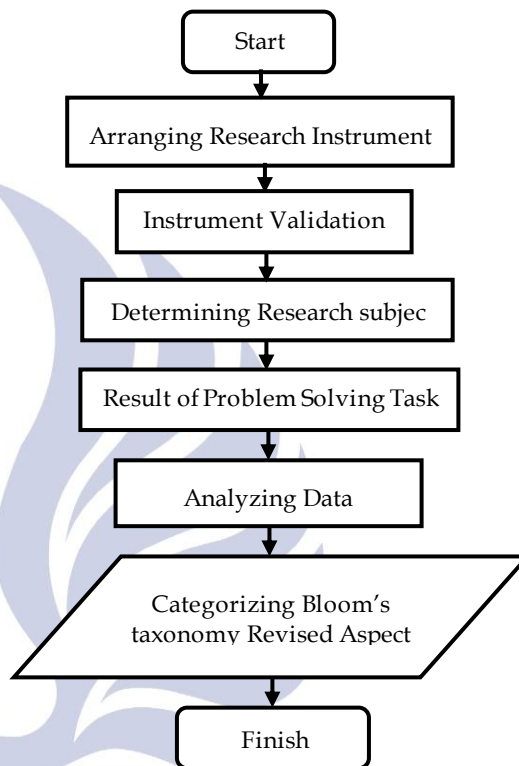 Start
Arranging Research Instrument
Instrument Validation
Determining Research subjec
Result of Problem Solving Task
Analyzing Data
Categorizing Bloom's
taxonomy Revised Aspect
Finish